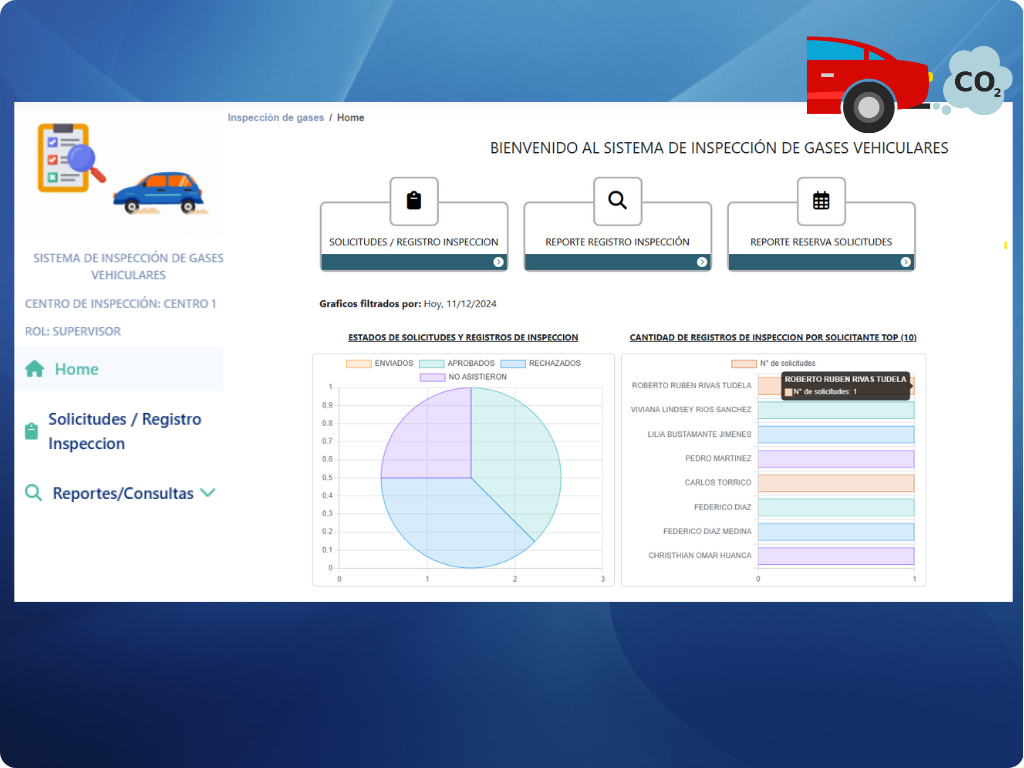 CO2
Inspección de gases / Home
BIENVENIDO AL SISTEMA DE INSPECCIÓN DE GASES VEHICULARES
SISTEMA DE INSPECCIÓN DE GASES
VEHICULARES
CENTRO DE INSPECCIÓN: CENTRO 1
ROL: SUPERVISOR
Home
Solicitudes / Registro
Inspeccion
Reportes/Consultas
SOLICITUDES / REGISTRO INSPECCION
REPORTE REGISTRO INSPECCIÓN
REPORTE RESERVA SOLICITUDES
Graficos filtrados por: Hoy, 11/12/2024
ESTADOS DE SOLICITUDES Y REGISTROS DE INSPECCION
ENVIADOS APROBADOS RECHAZADOS
NO ASISTIERON
1
0.9
0.8
0.7
0.6
0.5
0.4
0.3
0.2
0.1
0
0 1 2 3
CANTIDAD DE REGISTROS DE INSPECCION POR SOLICITANTE TOP (10)
N° de solicitudes
ROBERTO RUBEN RIVAS TUDELA
ROBERTO RUBEN RIVAS TUDELA
N° de solicitudes: 1
VIVIANA LINDSEY RIOS SANCHEZ
LILIA BUSTAMANTE JIMENES
PEDRO MARTINEZ
CARLOS TORRICO
FEDERICO DIAZ
FEDERICO DIAZ MEDINA
CHRISTHIAN OMAR HUANCA
0 1